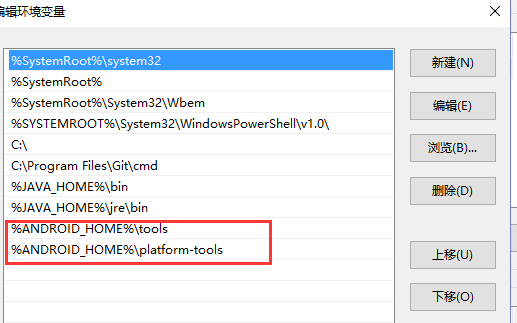 编辑环境变量
%SystemRoot%\system32
%SystemRoot%
%SystemRoot%\System32\Wbem
%SYSTEMROOT%\System32\WindowsPowerShell\v1.0\
C:\
C:\Program Files\Git\cmd
%JAVA_HOME%\bin
%JAVA_HOME%\jre\bin
%ANDROID_HOME%\tools
%ANDROID_HOME%\platform-tools
新建(N)
编辑(E)
浏览(B)...
删除(D)
上移(U)
下移(O)